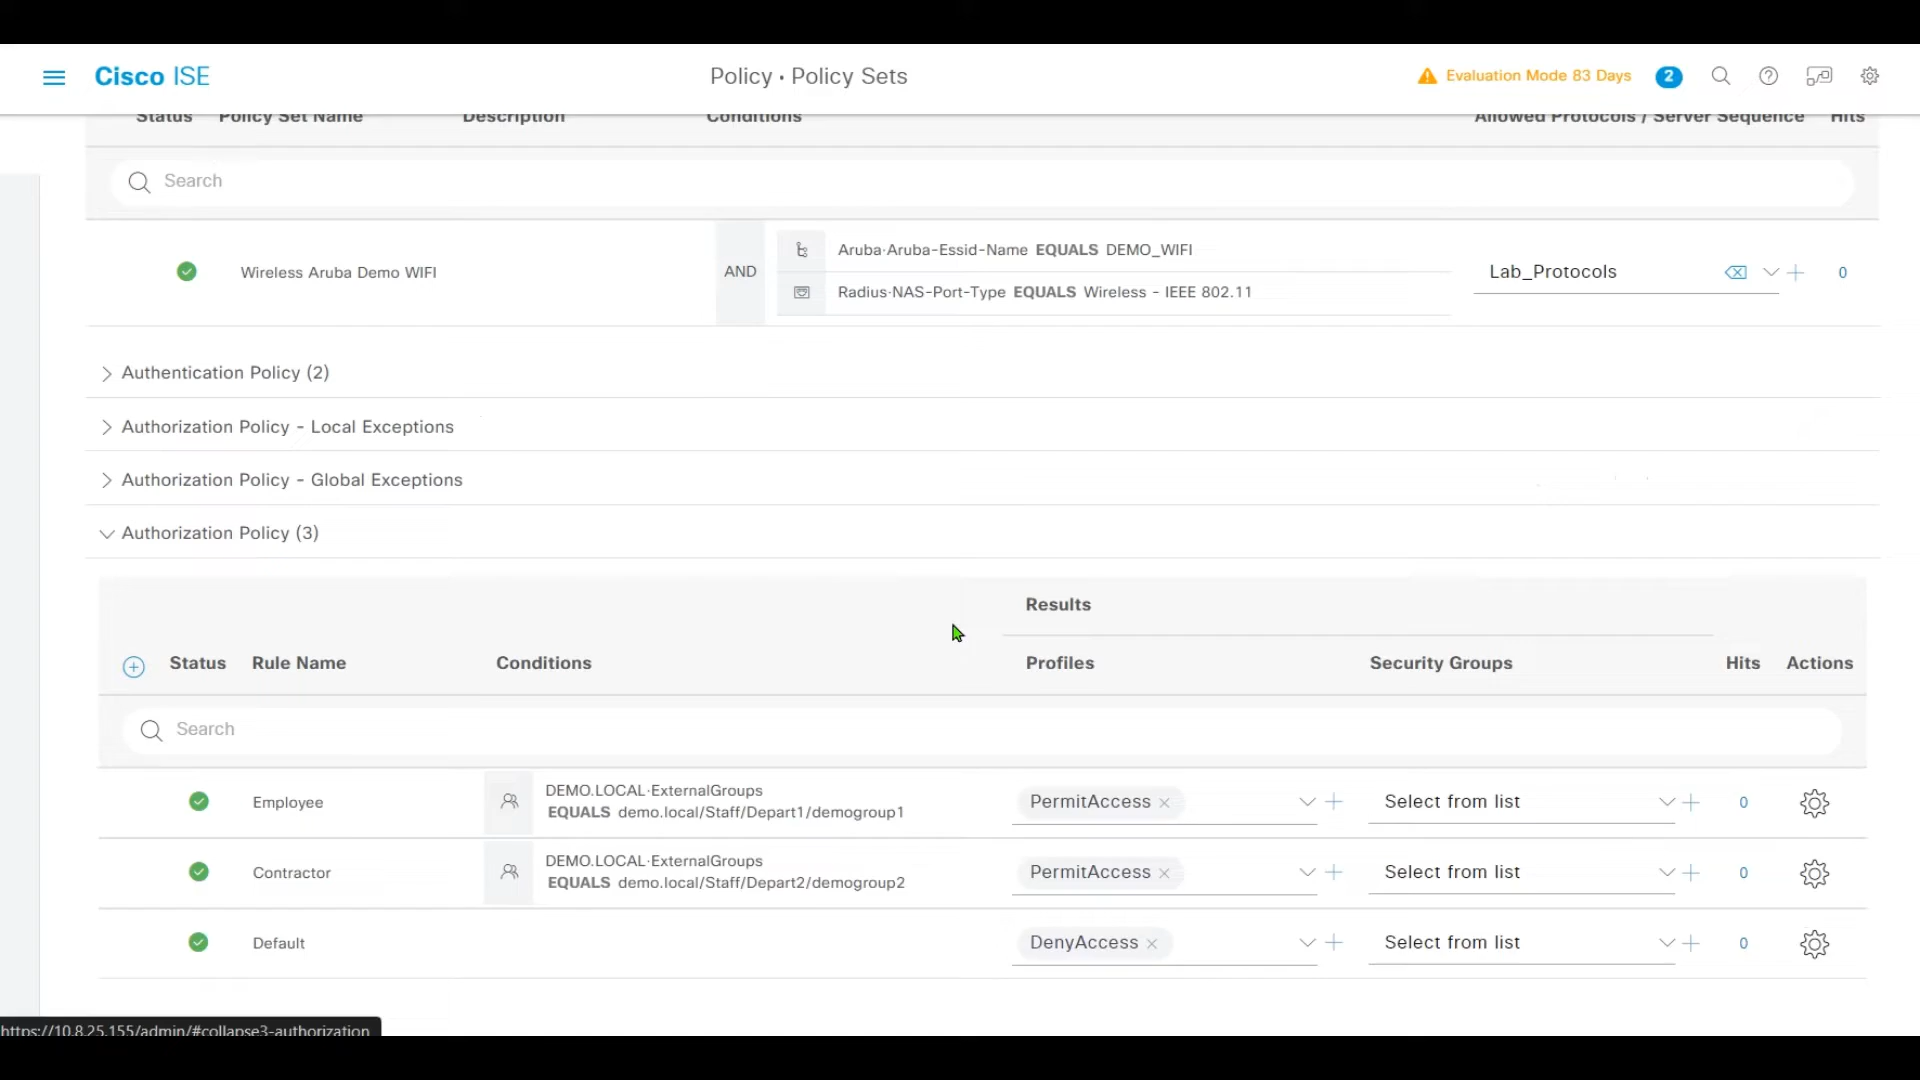 Cisco ISE
Policy • Policy Sets
Evaluation Mode 83 Days
2
Status Policy Set Name Description Conditions Allowed Protocols / Server Sequence Hits
Search
Wireless Aruba Demo WIFI
AND
Aruba·Aruba-Essid-Name EQUALS DEMO_WIFI
Radius·NAS-Port-Type EQUALS Wireless - IEEE 802.11
Lab_Protocols
0
Authentication Policy (2)
Authorization Policy - Local Exceptions
Authorization Policy - Global Exceptions
Authorization Policy (3)
Results
Status Rule Name Conditions Profiles Security Groups Hits Actions
Search
Employee
DEMO.LOCAL·ExternalGroups
EQUALS demo.local/Staff/Depart1/demogroup1
PermitAccess
Select from list
0
Contractor
DEMO.LOCAL·ExternalGroups
EQUALS demo.local/Staff/Depart2/demogroup2
PermitAccess
Select from list
0
Default
DenyAccess
Select from list
0
https://10.8.25.155/admin/#collapse3-authorization